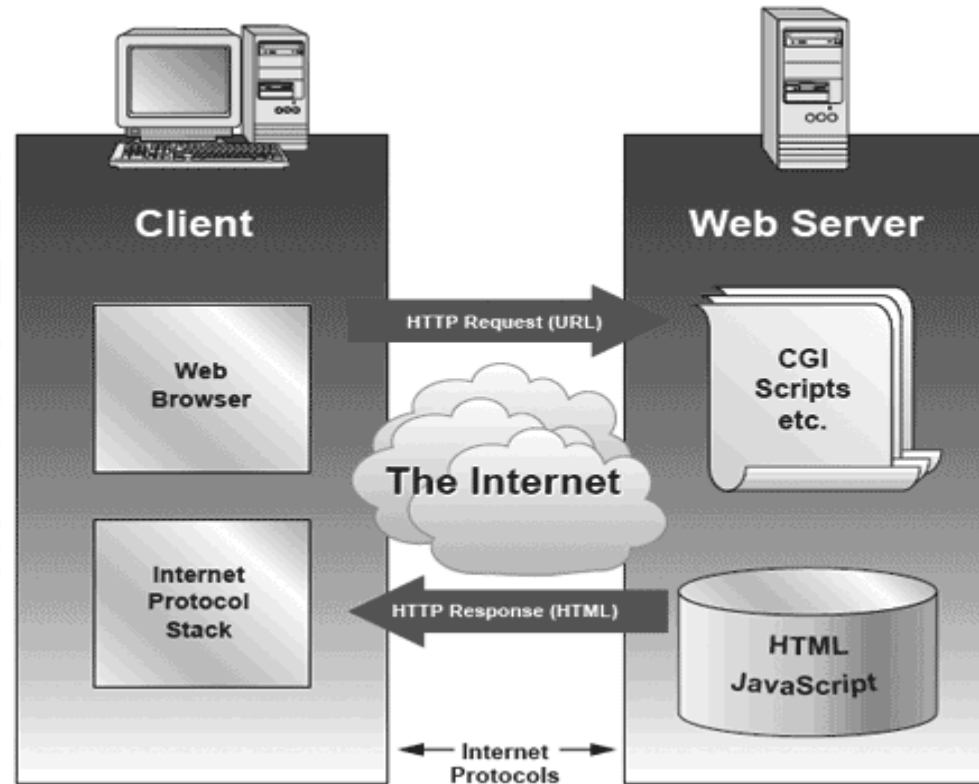 Client
Web
Browser
Internet
Protocol
Stack
HTTP Request (URL)
The Internet
HTTP Response (HTML)
Internet
Protocols
Web Server
CGI
Scripts
etc.
HTML
JavaScript